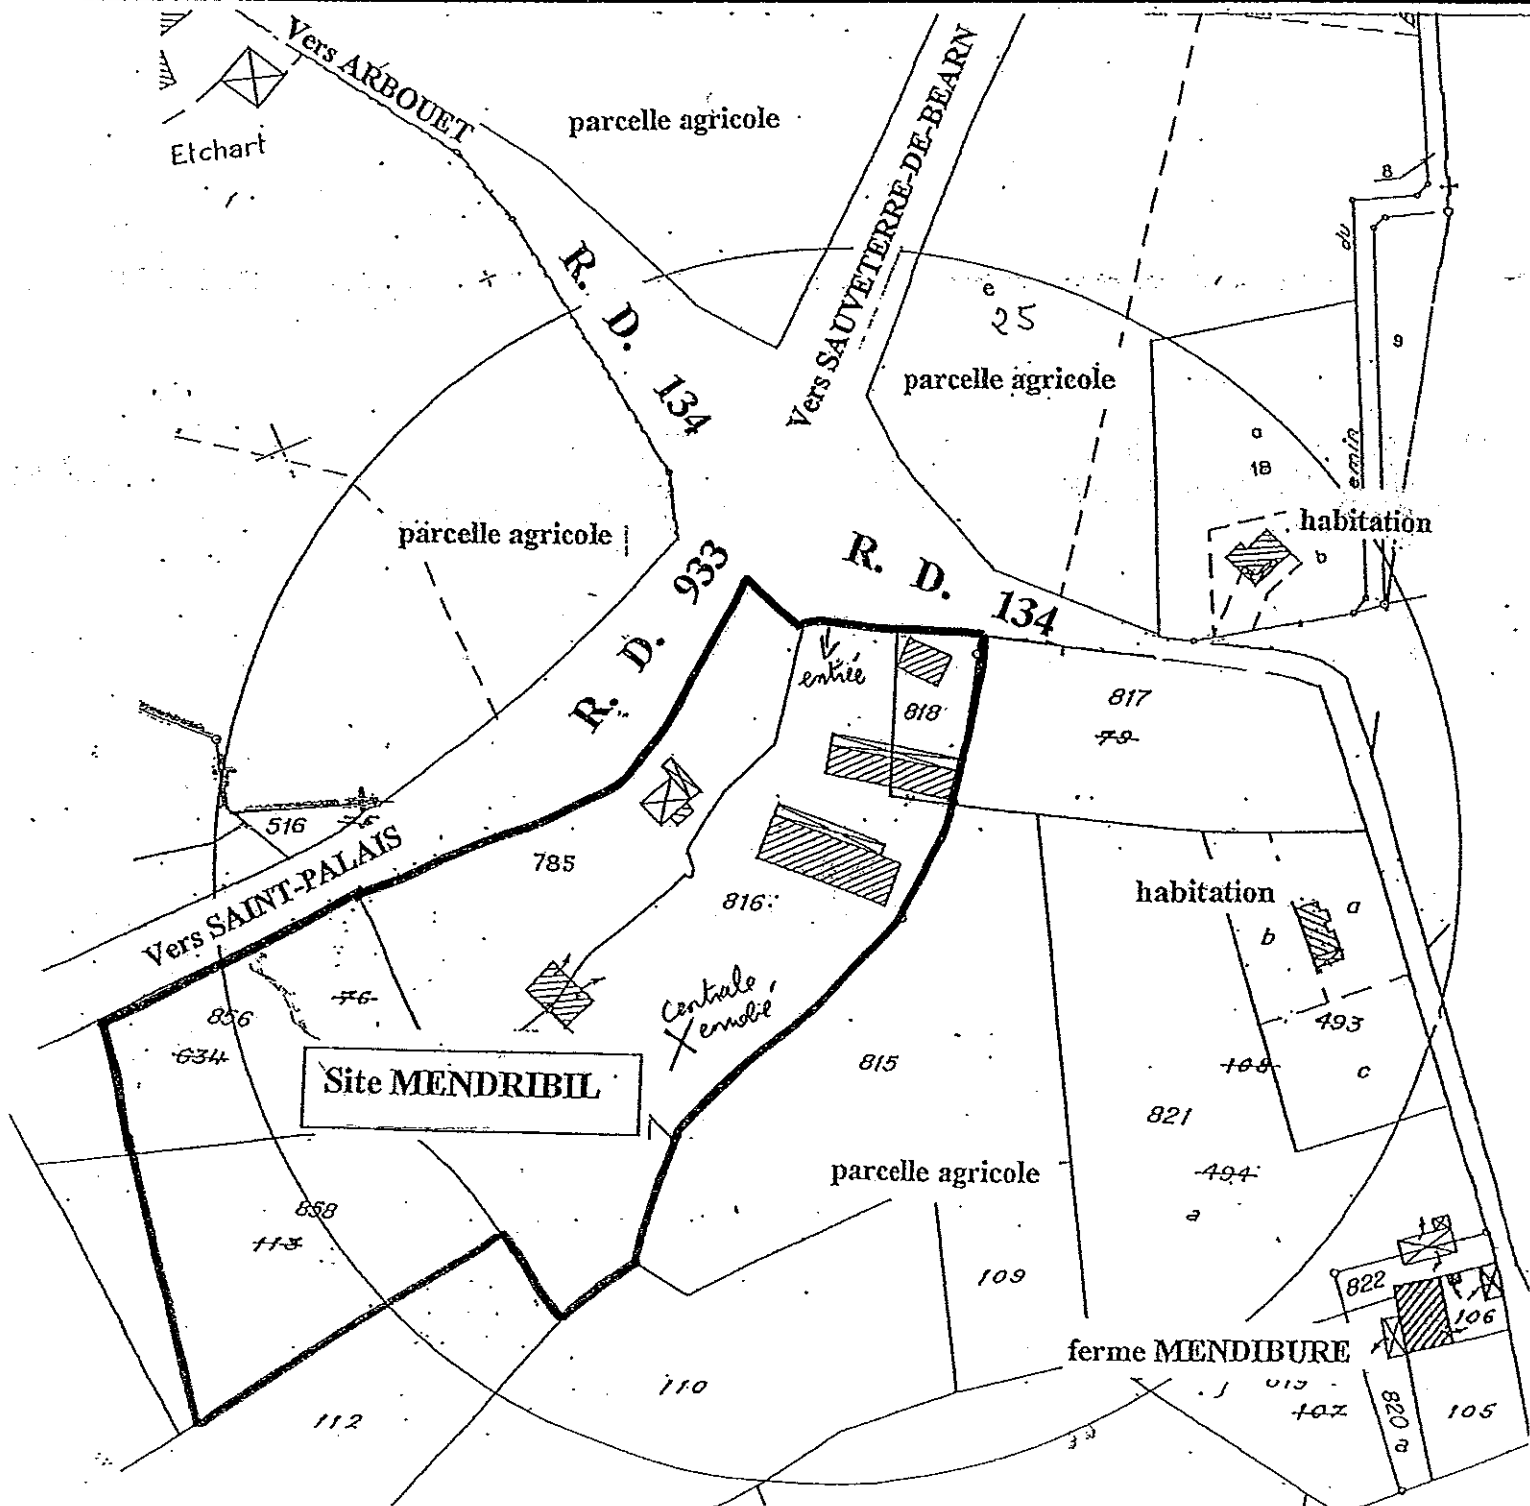 Vers ARBOUET
Etchart
parcelle agricole
Vers SAUVETERRE-DE-BEARN
8
du
R. D. 134
e
25
9
parcelle agricole
a
18
emin
habitation
b
parcelle agricole
R. D. 933
R. D. 134
entrée
818
817
79
516
Vers SAINT-PALAIS
785
816
habitation
a
b
856
76
634
centrale
enrobé
493
815
108
c
Site MENDRIBIL
821
parcelle agricole
494
a
858
113
109
822
106
ferme MENDIBURE
110
112
107
820 a
105